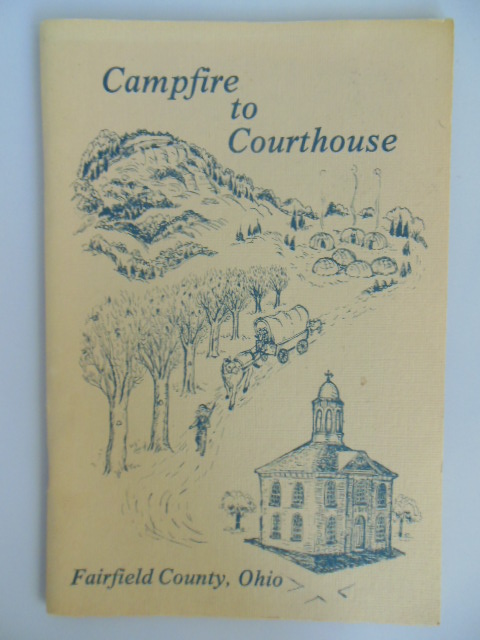 Campfire
to
Courthouse
Fairfield County, Ohio